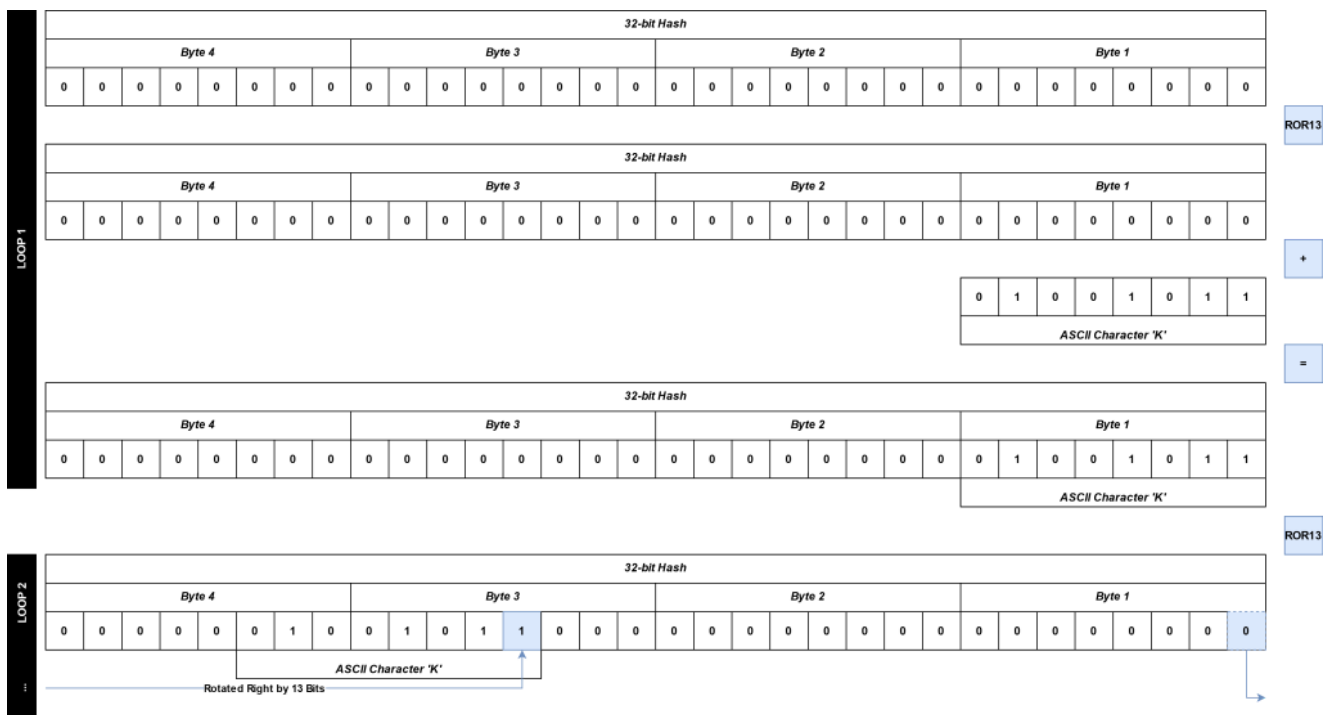 LOOP 1
32-bit Hash
Byte 4 Byte 3 Byte 2 Byte 1
0 0 0 0 0 0 0 0 0 0 0 0 0 0 0 0 0 0 0 0 0 0 0 0 0 0 0 0 0 0 0 0
ROR13
32-bit Hash
Byte 4 Byte 3 Byte 2 Byte 1
0 0 0 0 0 0 0 0 0 0 0 0 0 0 0 0 0 0 0 0 0 0 0 0 0 0 0 0 0 0 0 0
+
0 1 0 0 1 0 1 1
ASCII Character 'K'
=
32-bit Hash
Byte 4 Byte 3 Byte 2 Byte 1
0 0 0 0 0 0 0 0 0 0 0 0 0 0 0 0 0 0 0 0 0 0 0 0 0 1 0 0 1 0 1 1
ASCII Character 'K'
ROR13
LOOP 2
32-bit Hash
Byte 4 Byte 3 Byte 2 Byte 1
0 0 0 0 0 0 1 0 0 1 0 1 1 0 0 0 0 0 0 0 0 0 0 0 0 0 0 0 0 0 0 0
ASCII Character 'K'
Rotated Right by 13 Bits
...